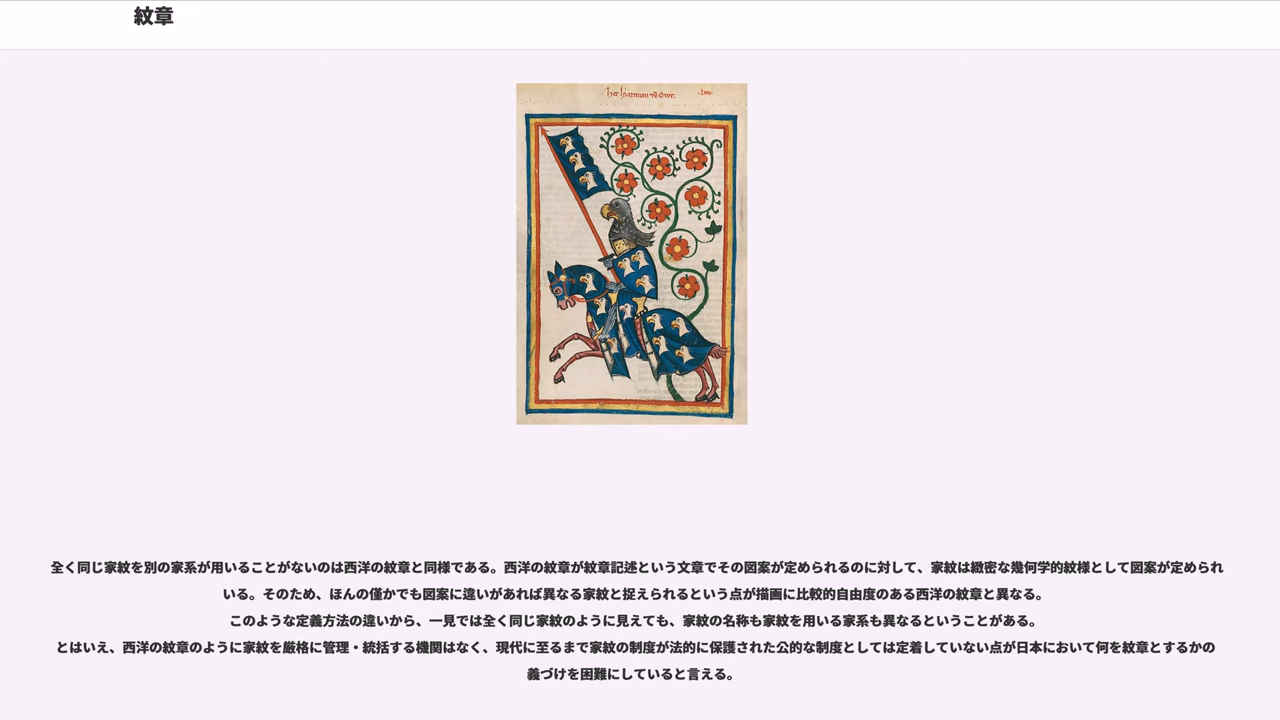 紋章
全く同じ家紋を別の家系が用いることがないのは西洋の紋章と同様である。西洋の紋章が紋章記述という文章でその図案が定められるのに対して、家紋は緻密な幾何学的紋様として図案が定められ
いる。そのため、ほんの僅かでも図案に違いがあれば異なる家紋と捉えられるという点が描画に比較的自由度のある西洋の紋章と異なる。
このような定義方法の違いから、一見では全く同じ家紋のように見えても、家紋の名称も家紋を用いる家系も異なるということがある。
とはいえ、西洋の紋章のように家紋を厳格に管理・統括する機関はなく、現代に至るまで家紋の制度が法的に保護された公的な制度としては定着していない点が日本において何を紋章とするかの
義づけを困難にしていると言える。